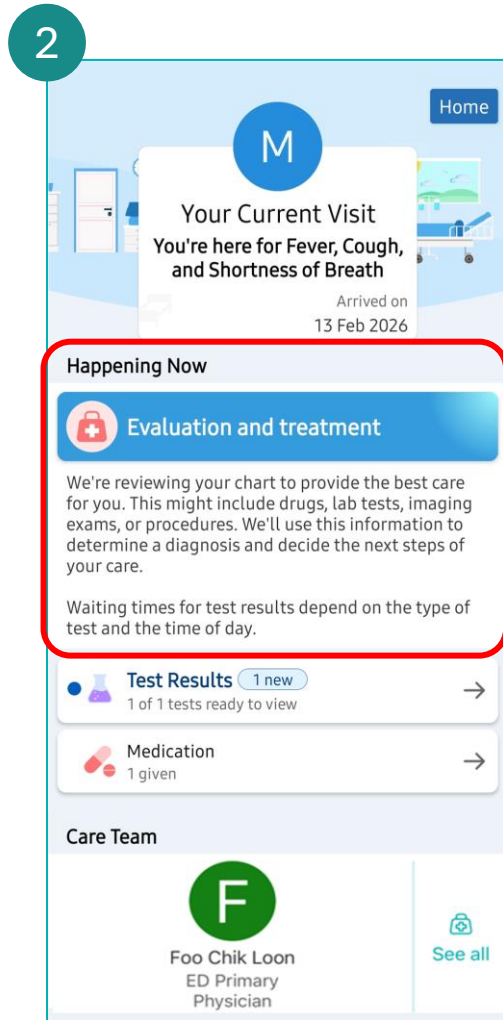 2
Home
M
Your Current Visit
You're here for Fever, Cough,
and Shortness of Breath
Arrived on
13 Feb 2026
Happening Now
Evaluation and treatment
We're reviewing your chart to provide the best care
for you. This might include drugs, lab tests, imaging
exams, or procedures. We'll use this information to
determine a diagnosis and decide the next steps of
your care.
Waiting times for test results depend on the type of
test and the time of day.
Test Results 1 new
1 of 1 tests ready to view
Medication
1 given
Care Team
F
Foo Chik Loon
ED Primary
Physician
See all